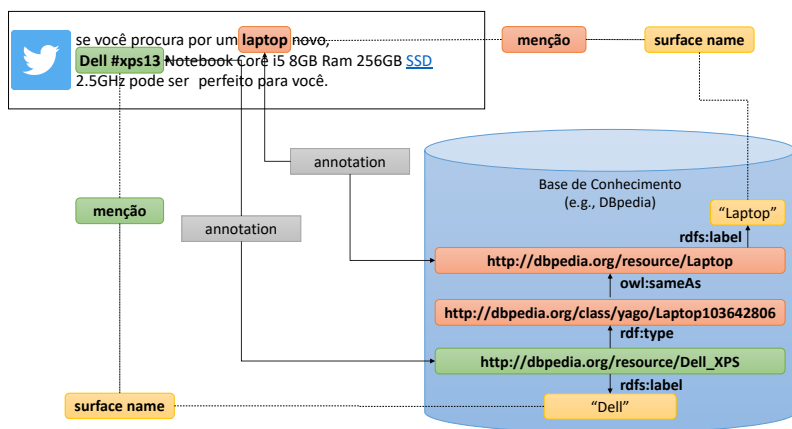 se você procura por um laptop novo,
Dell #xps13 Notebook Core i5 8GB Ram 256GB SSD
2.5GHz pode ser perfeito para você.
menção
surface name
annotation
Base de Conhecimento
(e.g., DBpedia)
menção
"Laptop"
annotation
rdfs:label
http://dbpedia.org/resource/Laptop
owl:sameAs
http://dbpedia.org/class/yago/Laptop103642806
rdf:type
http://dbpedia.org/resource/Dell_XPS
rdfs:label
surface name
"Dell"